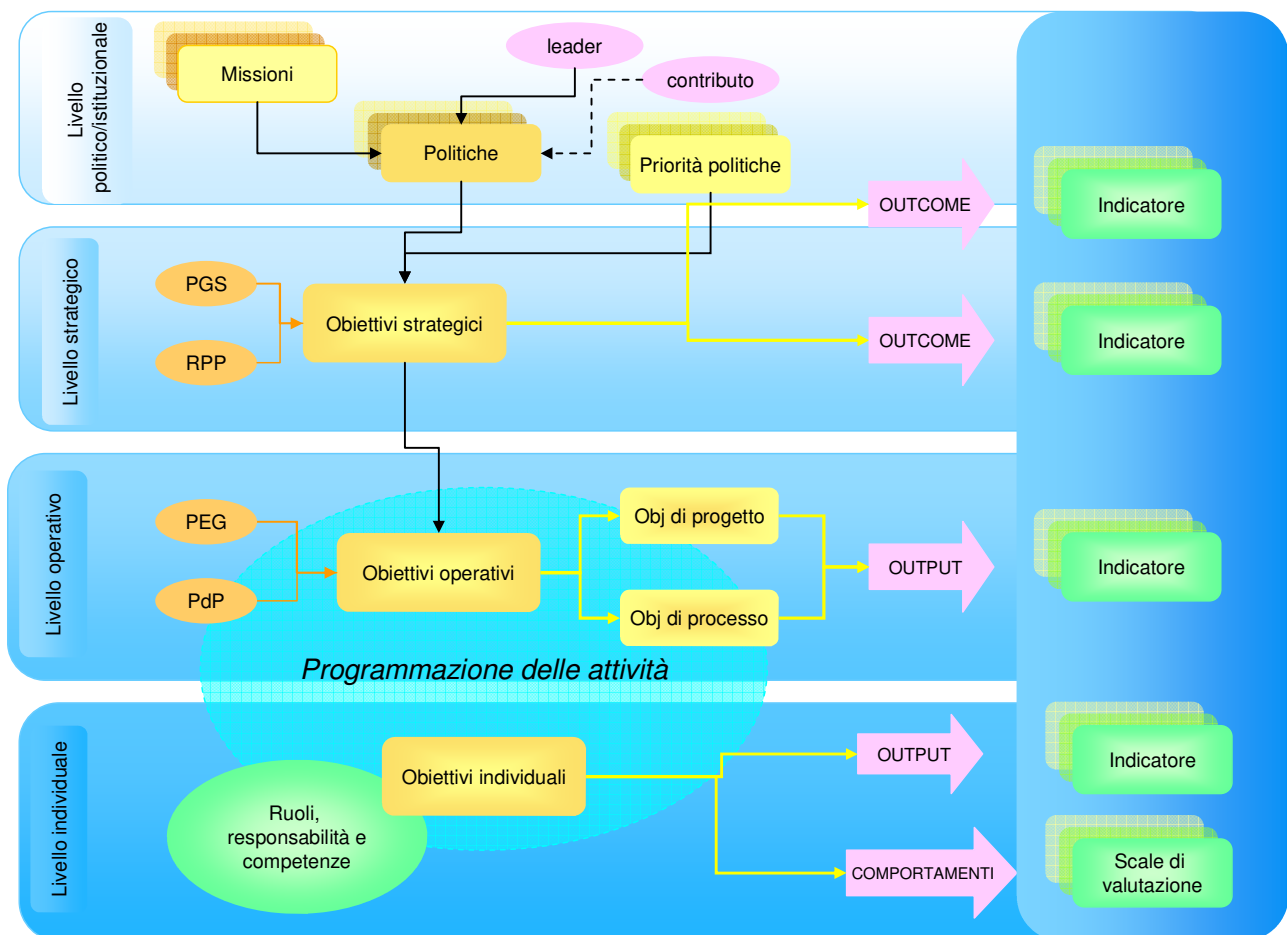 Livello
politico/istituzionale
Missioni
leader
contributo
Politiche
Priorità politiche
OUTCOME
Indicatore
Livello strategico
PGS
RPP
Obiettivi strategici
OUTCOME
Indicatore
Livello operativo
PEG
PdP
Obiettivi operativi
Obj di progetto
Obj di processo
OUTPUT
Indicatore
Programmazione delle attività
Livello individuale
Obiettivi individuali
Ruoli,
responsabilità e
competenze
OUTPUT
Indicatore
COMPORTAMENTI
Scale di
valutazione